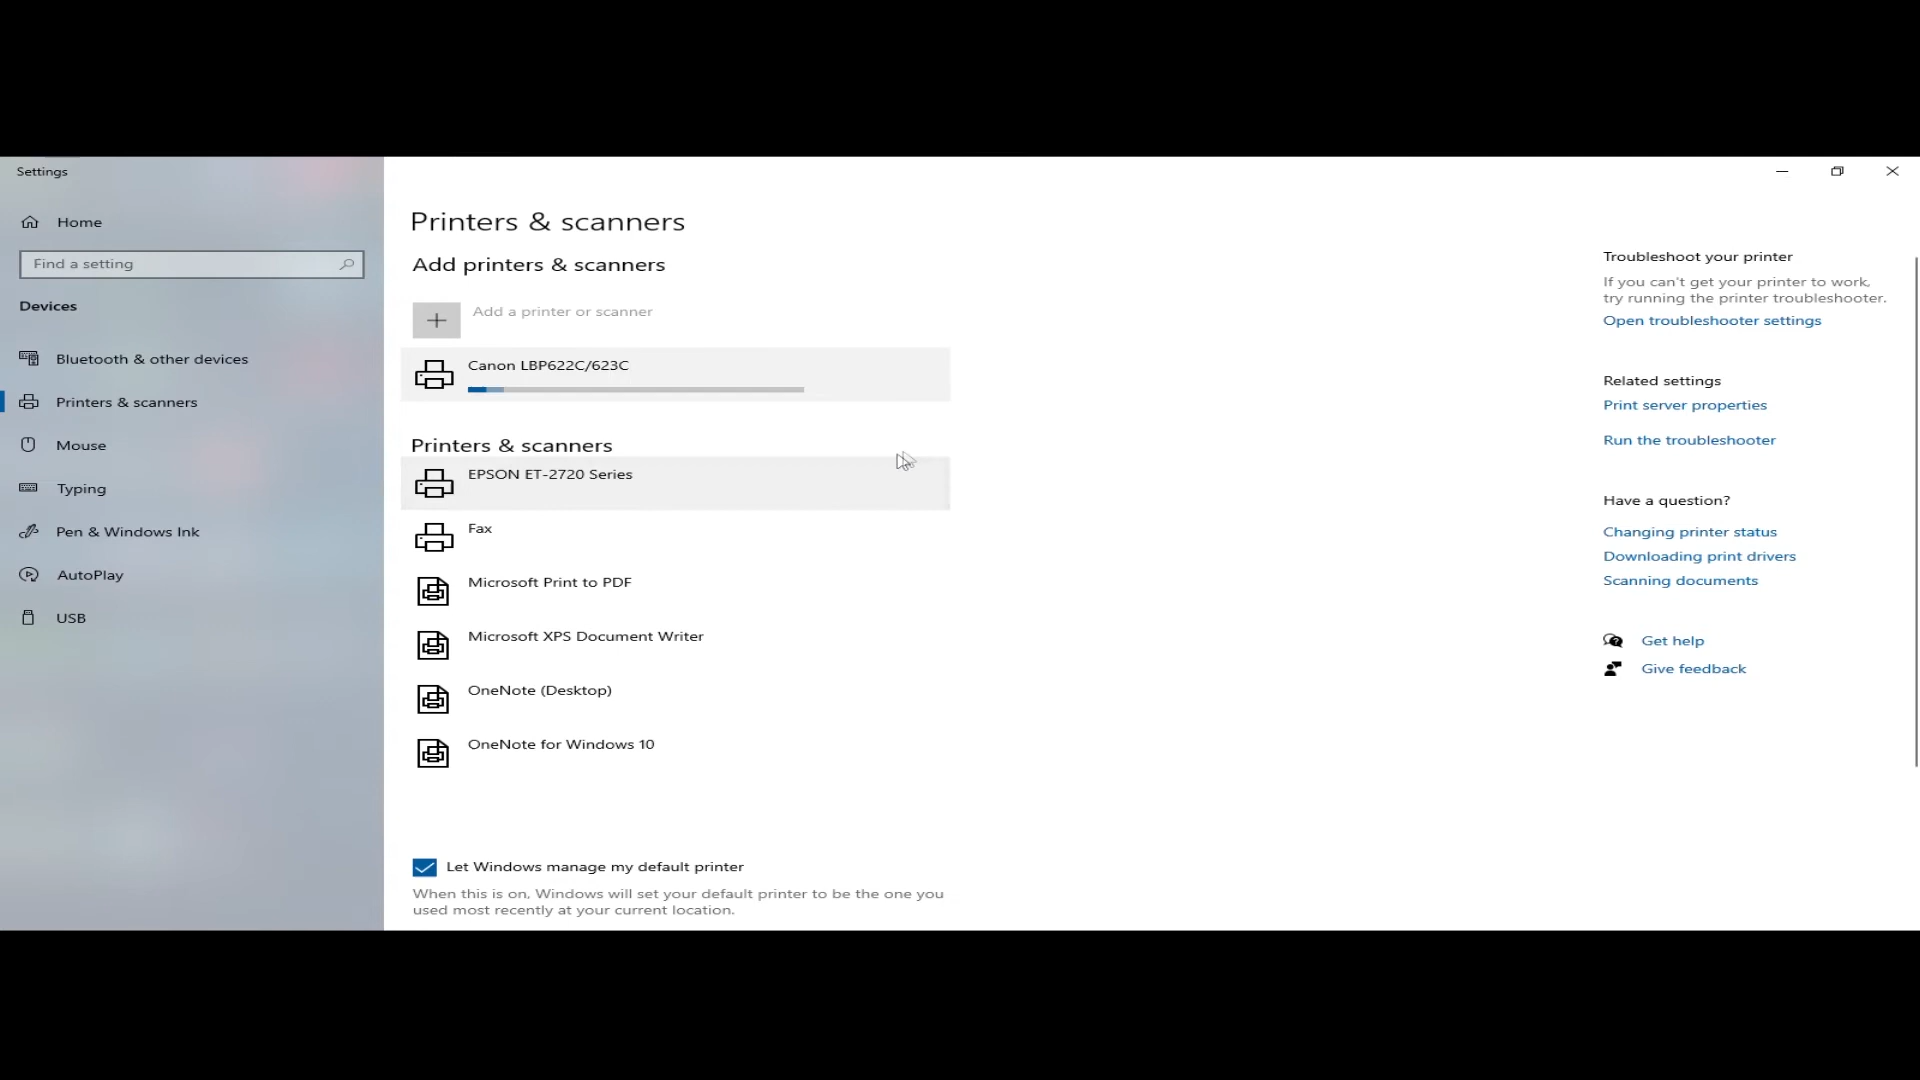 Settings
Home
Find a setting
Devices
Bluetooth & other devices
Printers & scanners
Mouse
Typing
Pen & Windows Ink
AutoPlay
USB
Printers & scanners
Add printers & scanners
Add a printer or scanner
Canon LBP622C/623C
Printers & scanners
EPSON ET-2720 Series
Fax
Microsoft Print to PDF
Microsoft XPS Document Writer
OneNote (Desktop)
OneNote for Windows 10
Let Windows manage my default printer
When this is on, Windows will set your default printer to be the one you
used most recently at your current location.
Troubleshoot your printer
If you can't get your printer to work,
try running the printer troubleshooter.
Open troubleshooter settings
Related settings
Print server properties
Run the troubleshooter
Have a question?
Changing printer status
Downloading print drivers
Scanning documents
Get help
Give feedback